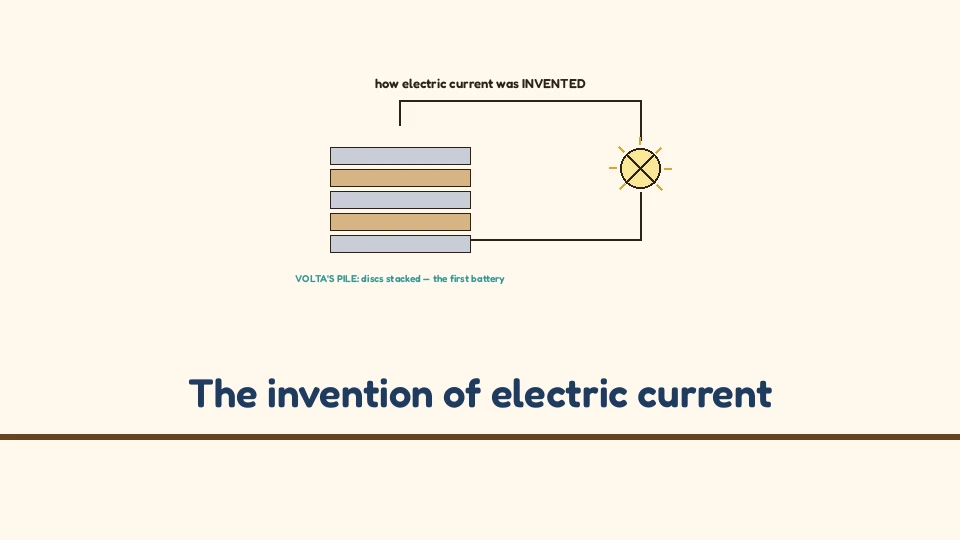 how electric current was INVENTED
VOLTA'S PILE: discs stacked — the first battery
The invention of electric current